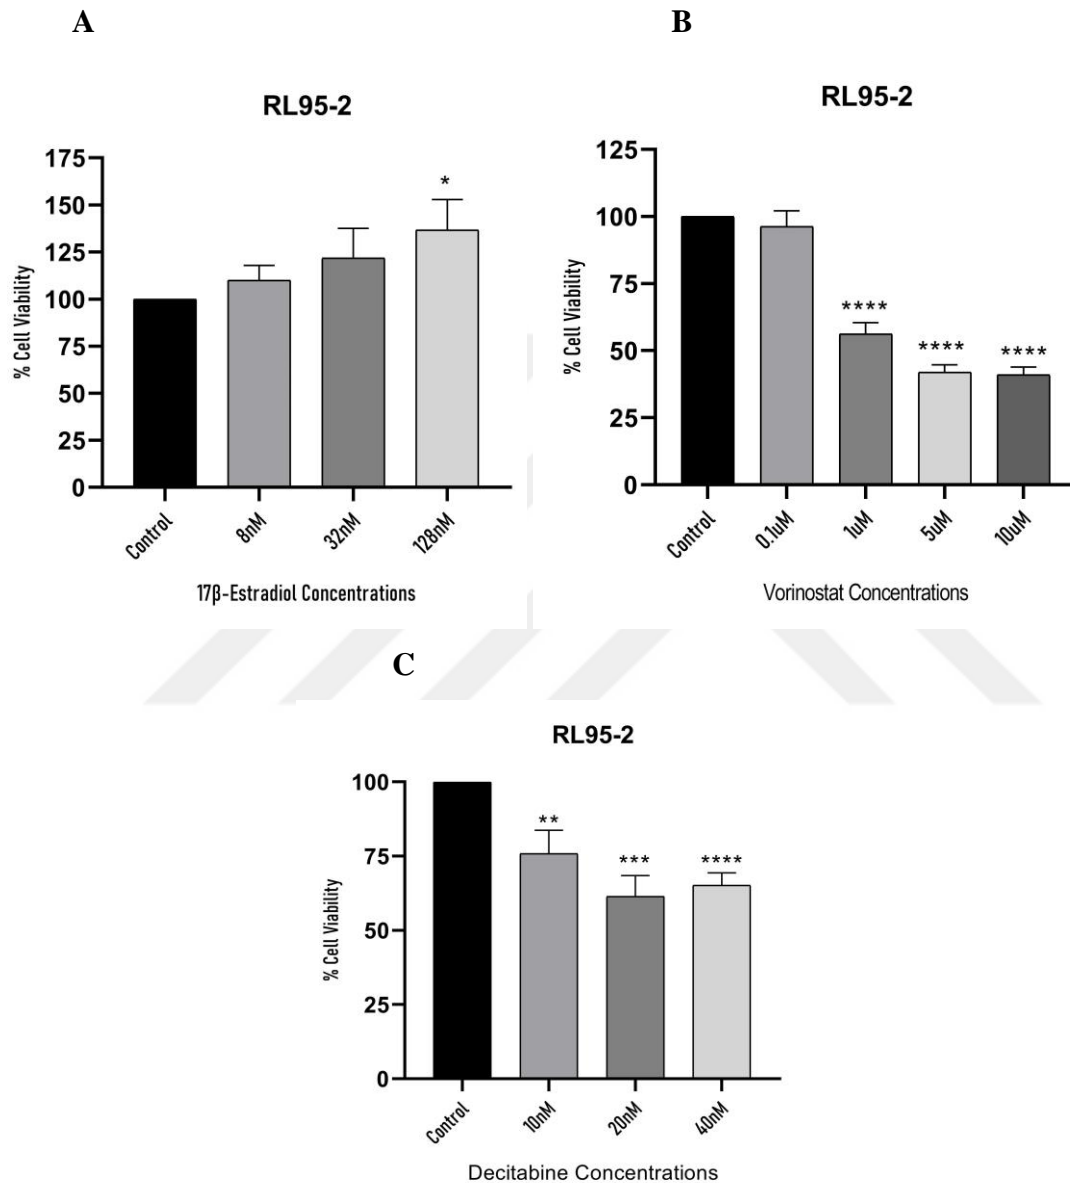 A
B
RL95-2
175
150
125
100
75
50
25
0
*
% Cell Viability
Control
8nM
32nM
128nM
17β-Estradiol Concentrations
RL95-2
125
100
75
50
25
0
****
****
****
% Cell Viability
Control
0.1uM
1uM
5uM
10uM
Vorinostat Concentrations
C
RL95-2
100
75
50
25
0
**
***
****
% Cell Viability
Control
10nM
20nM
40nM
Decitabine Concentrations